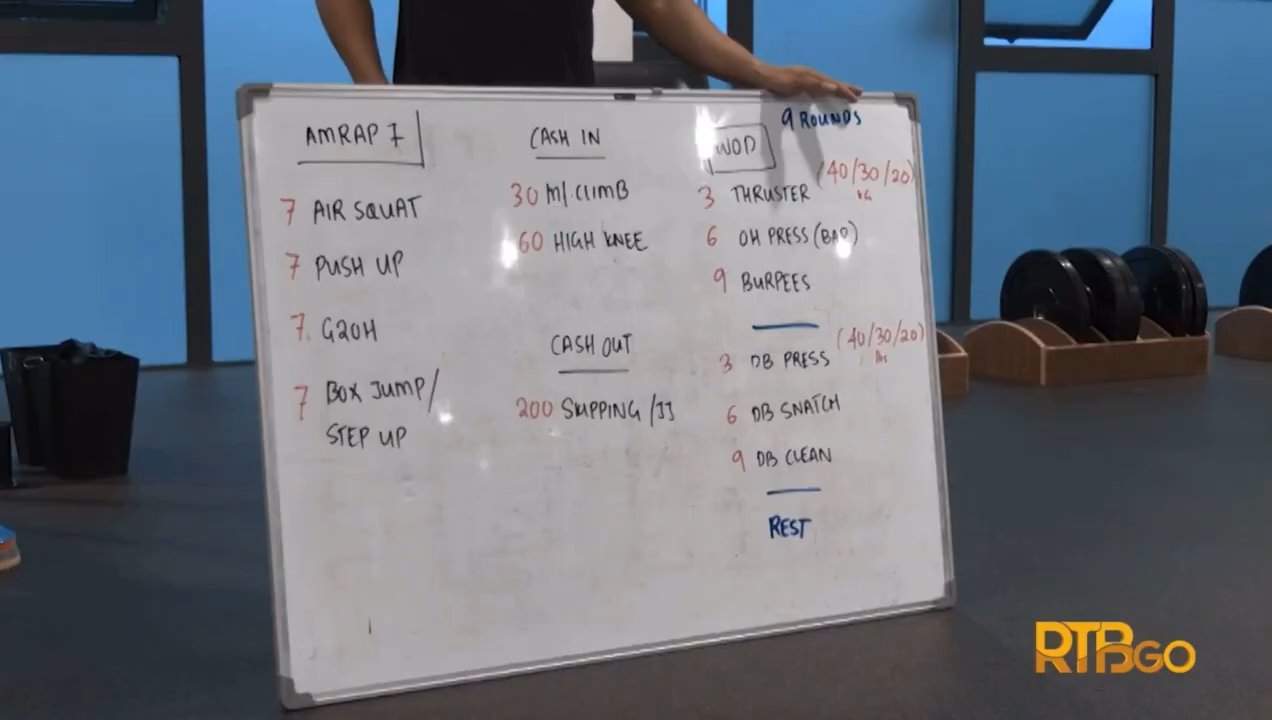 AMRAP 7
7 AIR SQUAT
7 PUSH UP
7. G2OH
7 BOX JUMP/
STEP UP
CASH IN
30 M/.CLIMB
60 HIGH KNEE
CASH OUT
200 SKIPPING /JJ
9 ROUNDS
WOD
(40/30/20)
KG
3 THRUSTER
6 OH PRESS (BAR)
9 BURPEES
(40/30/20)
lbs
3 DB PRESS
6 DB SNATCH
9 DB CLEAN
REST
RTBGO